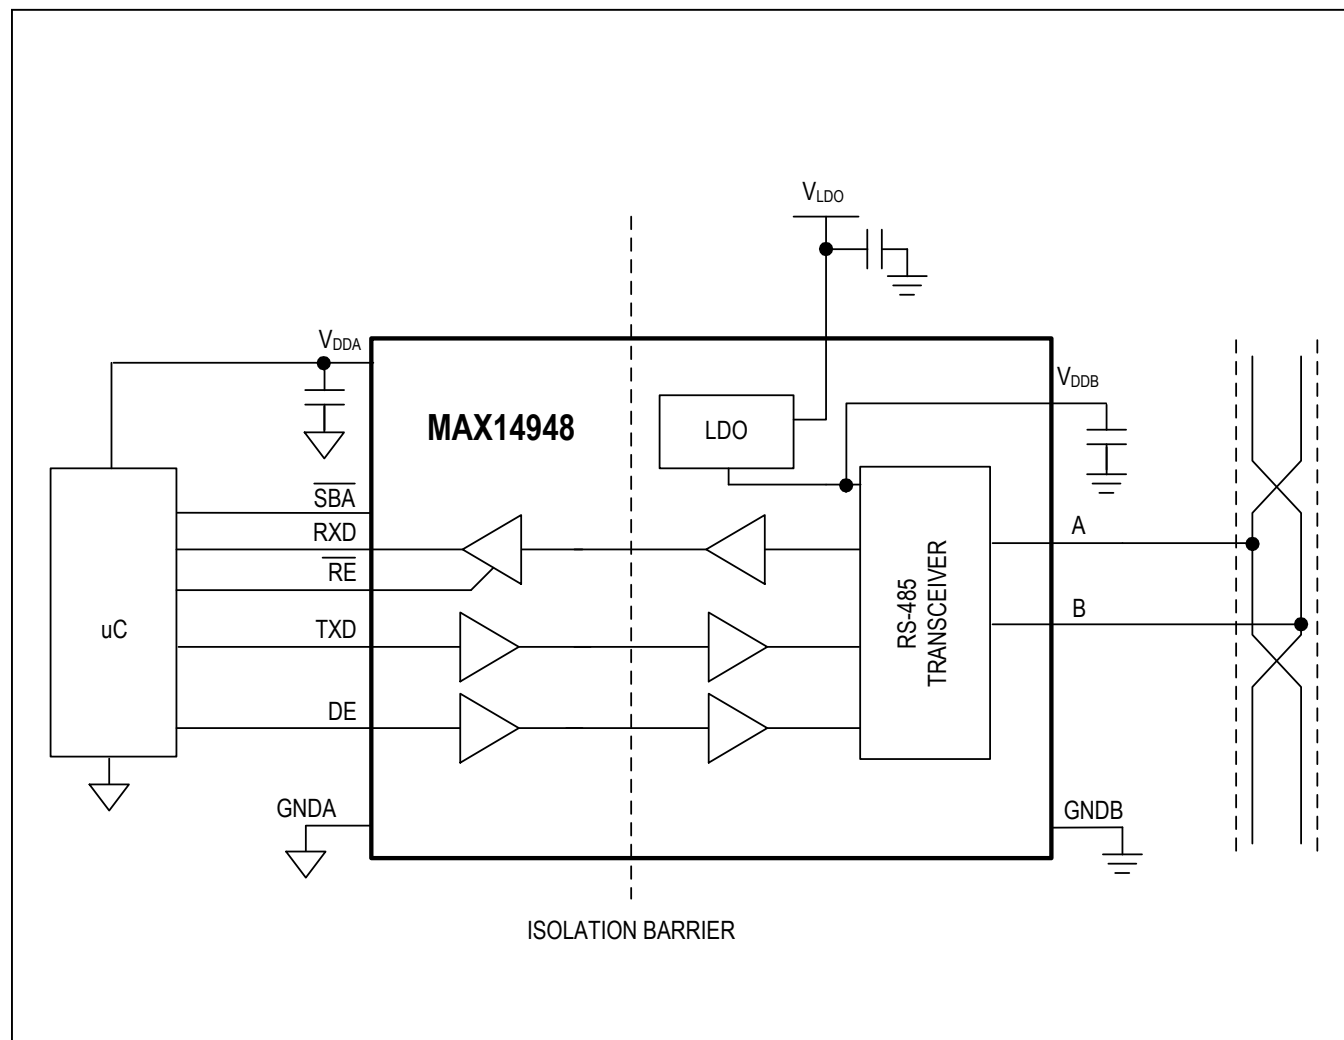 VLDO
VDDA
VDDB
MAX14948
LDO
SBA
RXD
RE
TXD
DE
uC
RS-485
TRANSCEIVER
A
B
GNDA
GNDB
ISOLATION BARRIER